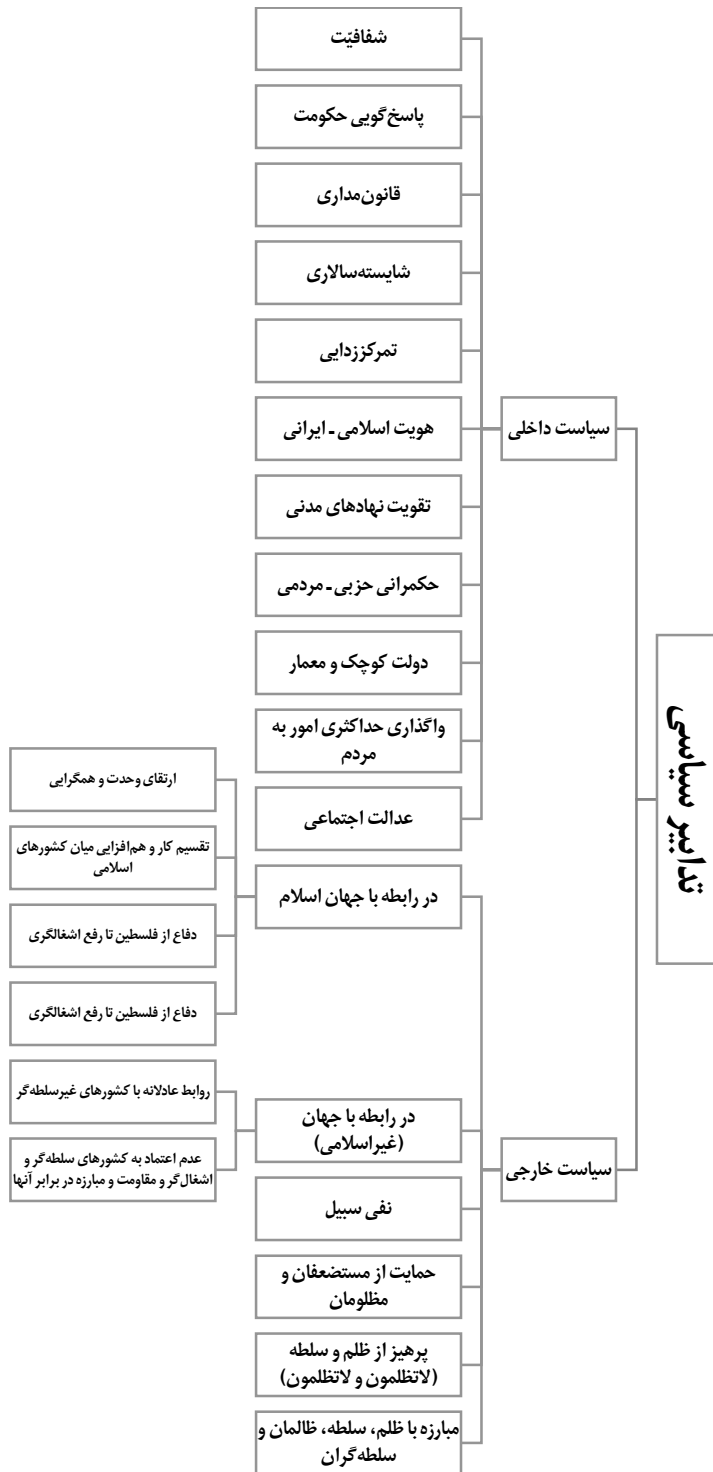 تدابیر سیاسی
سیاست داخلی
شفافیّت
پاسخ‌گویی حکومت
قانون‌مداری
شایسته‌سالاری
تمرکززدایی
هویت اسلامی ـ ایرانی
تقویت نهادهای مدنی
حکمرانی حزبی ـ مردمی
دولت کوچک و معمار
واگذاری حداکثری امور به
مردم
عدالت اجتماعی
سیاست خارجی
در رابطه با جهان اسلام
ارتقای وحدت و همگرایی
تقسیم کار و هم‌افزایی میان کشورهای
اسلامی
دفاع از فلسطین تا رفع اشغالگری
دفاع از فلسطین تا رفع اشغالگری
در رابطه با جهان
(غیراسلامی)
روابط عادلانه با کشورهای غیرسلطه‌گر
عدم اعتماد به کشورهای سلطه‌گر و
اشغال‌گر و مقاومت و مبارزه در برابر آنها
نفی سبیل
حمایت از مستضعفان و
مظلومان
پرهیز از ظلم و سلطه
(لاتظلمون و لاتظلمون)
مبارزه با ظلم، سلطه، ظالمان و
سلطه‌گران